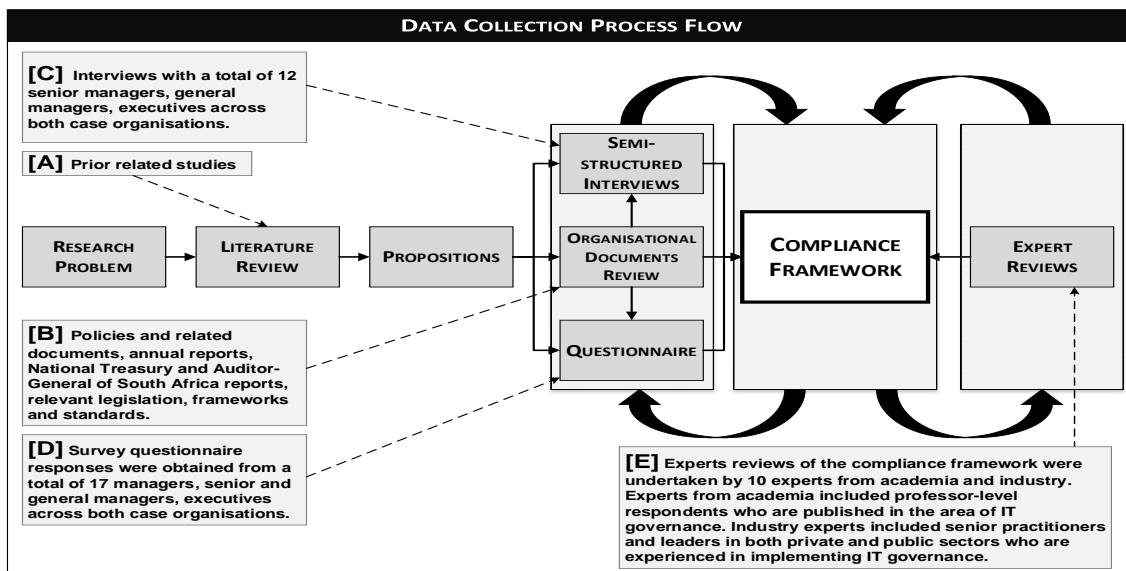 DATA COLLECTION PROCESS FLOW
[C] Interviews with a total of 12
senior managers, general
managers, executives across
both case organisations.
[A] Prior related studies
RESEARCH
PROBLEM
LITERATURE
REVIEW
PROPOSITIONS
SEMI-
STRUCTURED
INTERVIEWS
ORGANISATIONAL
DOCUMENTS
REVIEW
QUESTIONNAIRE
COMPLIANCE
FRAMEWORK
EXPERT
REVIEWS
[B] Policies and related
documents, annual reports,
National Treasury and Auditor-
General of South Africa reports,
relevant legislation, frameworks
and standards.
[D] Survey questionnaire
responses were obtained from a
total of 17 managers, senior and
general managers, executives
across both case organisations.
[E] Experts reviews of the compliance framework were
undertaken by 10 experts from academia and industry.
Experts from academia included professor-level
respondents who are published in the area of IT
governance. Industry experts included senior practitioners
and leaders in both private and public sectors who are
experienced in implementing IT governance.